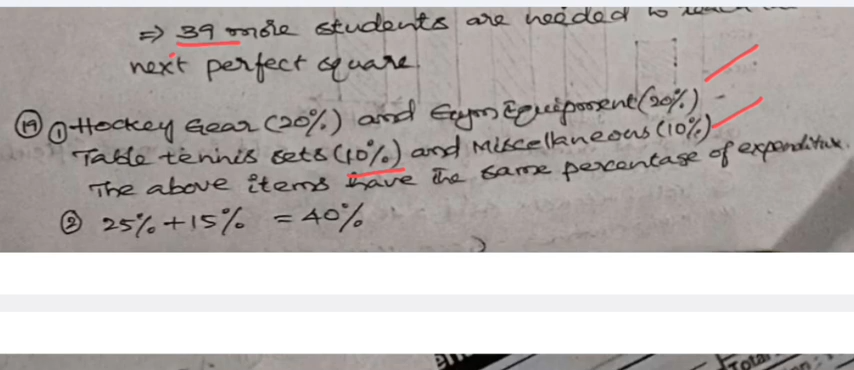 ⇒ 39 more students are needed to reach the
next perfect square.
⑲ ① Hockey Gear (20%) and Gym Equipment (20%)
Table tennis sets (10%) and Miscellaneous (10%)
The above items have the same percentage of expenditure.
② 25% + 15% = 40%
Total